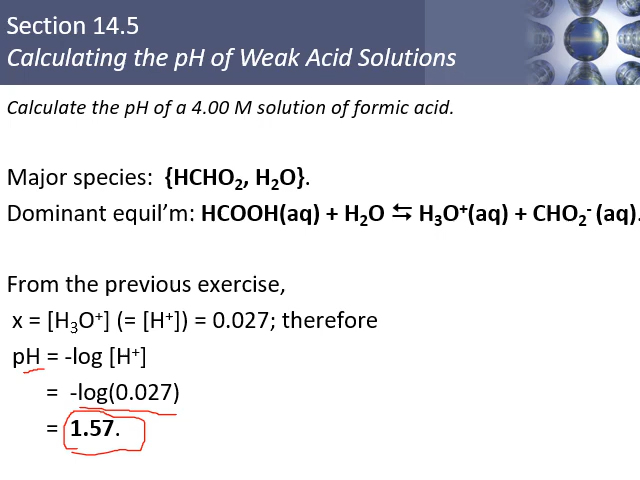 Section 14.5
Calculating the pH of Weak Acid Solutions
Calculate the pH of a 4.00 M solution of formic acid.
Major species: {HCHO₂, H₂O}.
Dominant equil'm: HCOOH(aq) + H₂O ⇆ H₃O⁺(aq) + CHO₂⁻ (aq).
From the previous exercise,
x = [H₃O⁺] (= [H⁺]) = 0.027; therefore
pH = -log [H⁺]
= -log(0.027)
= 1.57.